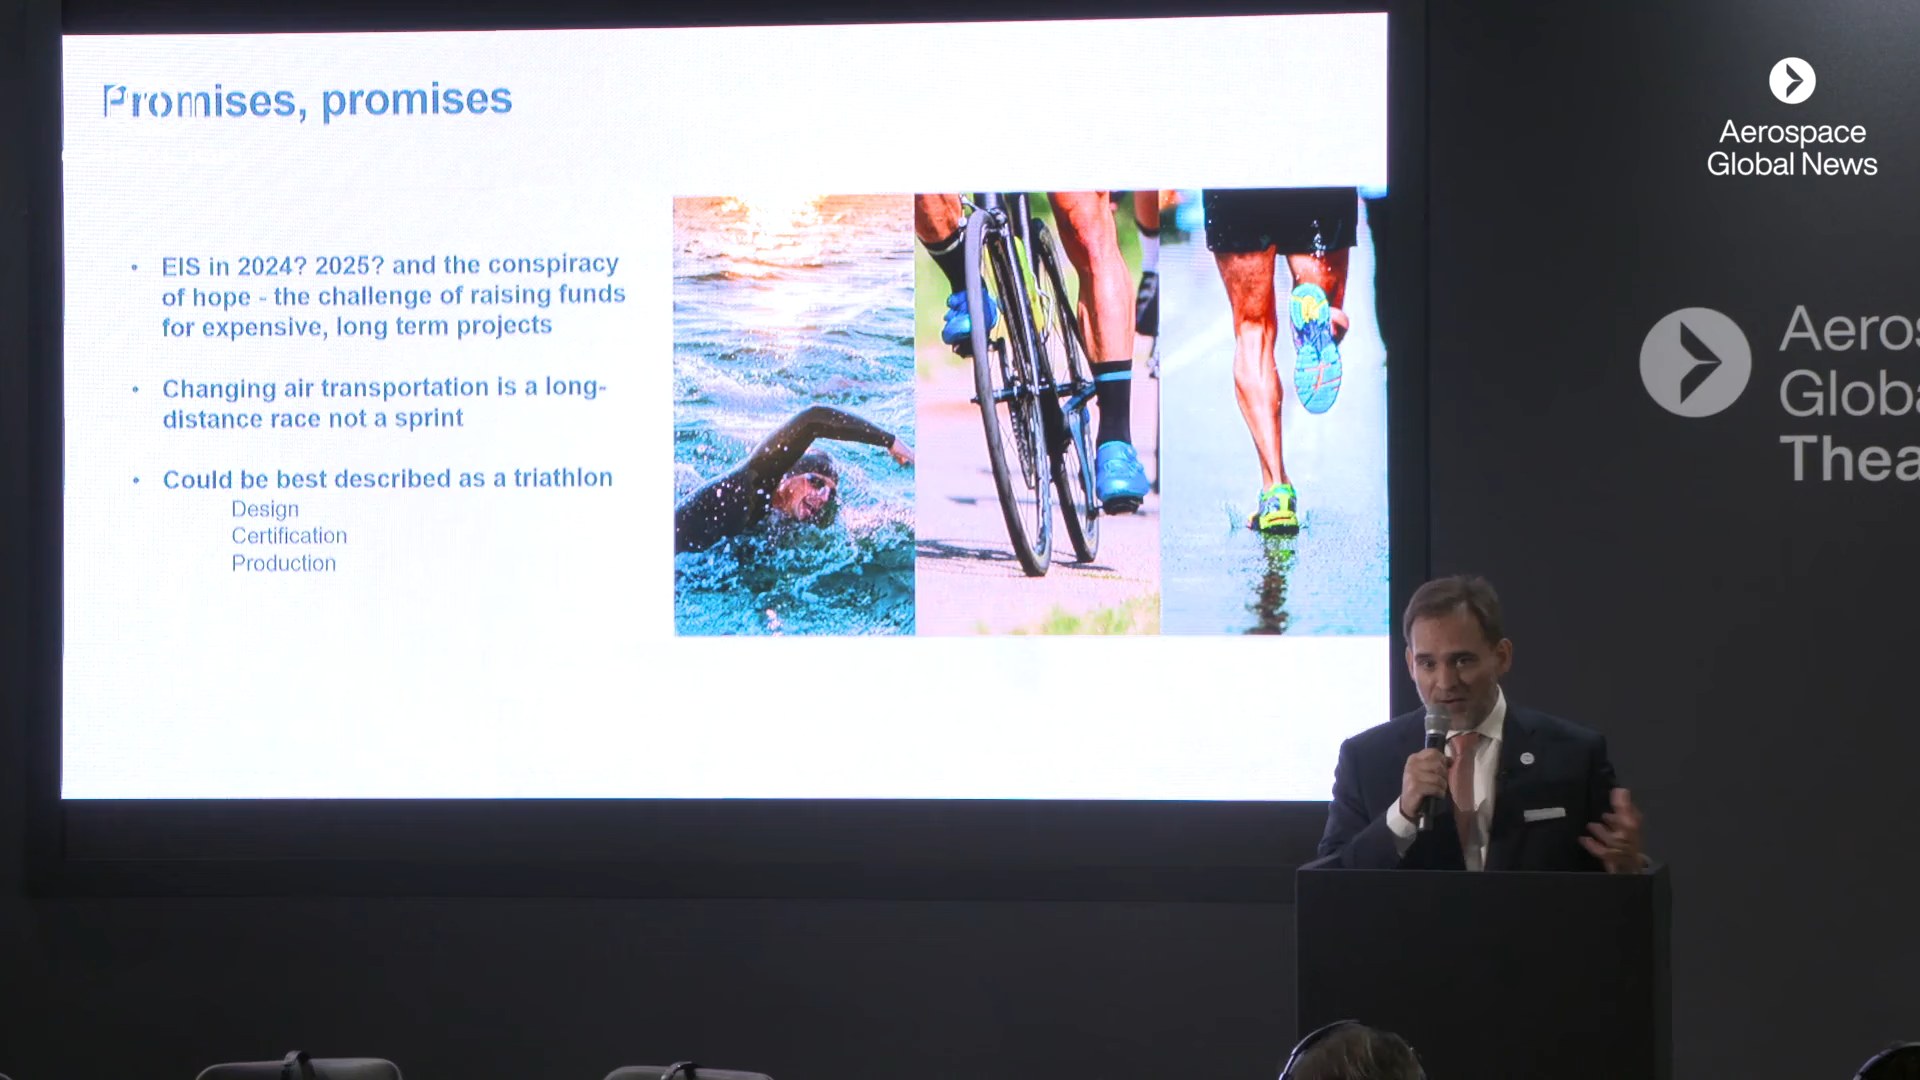 Promises, promises
• EIS in 2024? 2025? and the conspiracy
of hope - the challenge of raising funds
for expensive, long term projects
• Changing air transportation is a long-
distance race not a sprint
• Could be best described as a triathlon
Design
Certification
Production
Aerospace
Global News
Aeros
Globa
Thea